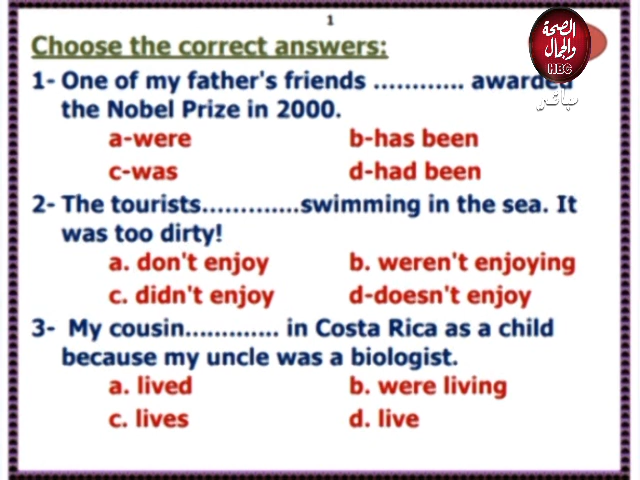 1
الصحة
والجمال
HBC
مباشر
Choose the correct answers:
1- One of my father's friends ............ awarded
the Nobel Prize in 2000.
a-were b-has been
c-was d-had been
2- The tourists.............swimming in the sea. It
was too dirty!
a. don't enjoy b. weren't enjoying
c. didn't enjoy d-doesn't enjoy
3- My cousin............. in Costa Rica as a child
because my uncle was a biologist.
a. lived b. were living
c. lives d. live